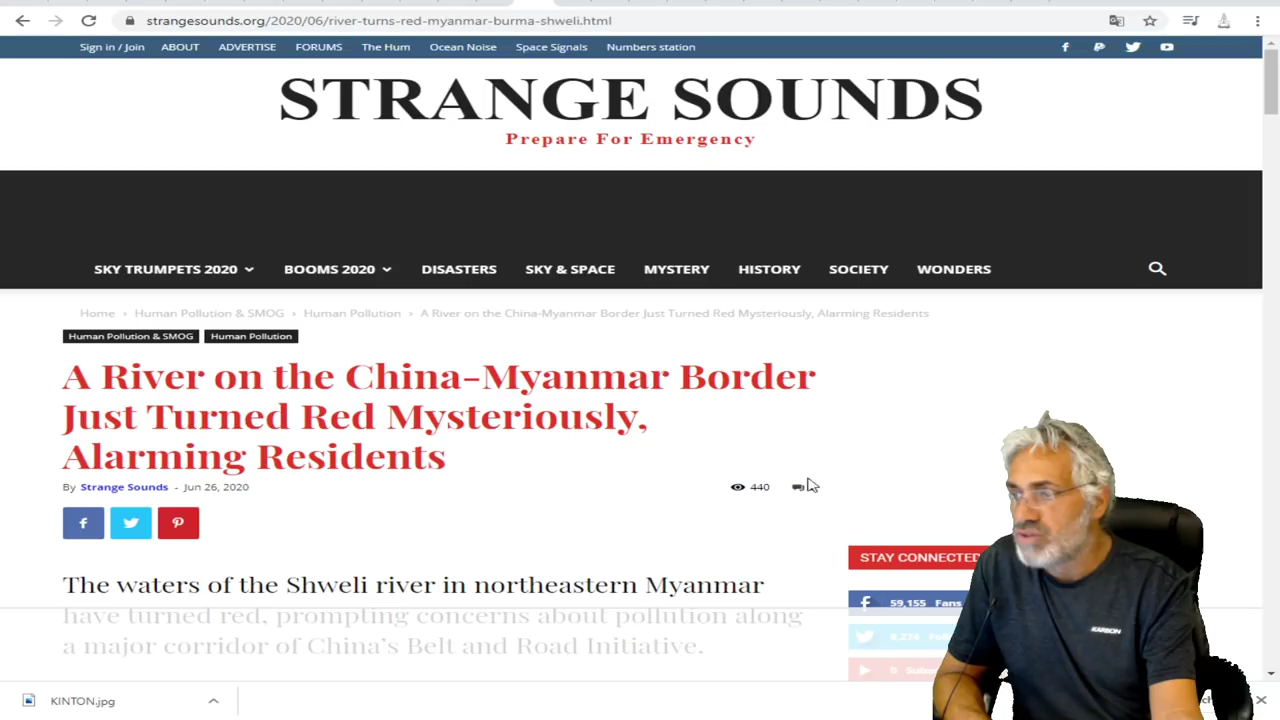 strangesounds.org/2020/06/river-turns-red-myanmar-burma-shweli.html
Sign in / Join ABOUT ADVERTISE FORUMS The Hum Ocean Noise Space Signals Numbers station
STRANGE SOUNDS
Prepare For Emergency
SKY TRUMPETS 2020 BOOMS 2020 DISASTERS SKY & SPACE MYSTERY HISTORY SOCIETY WONDERS
Home › Human Pollution & SMOG › Human Pollution › A River on the China-Myanmar Border Just Turned Red Mysteriously, Alarming Residents
Human Pollution & SMOG Human Pollution
A River on the China-Myanmar Border
Just Turned Red Mysteriously,
Alarming Residents
By Strange Sounds - Jun 26, 2020 440
STAY CONNECTED
The waters of the Shweli river in northeastern Myanmar
59,155 Fans
have turned red, prompting concerns about pollution along
8,274
a major corridor of China's Belt and Road Initiative.
0
KARBON
KINTON.jpg